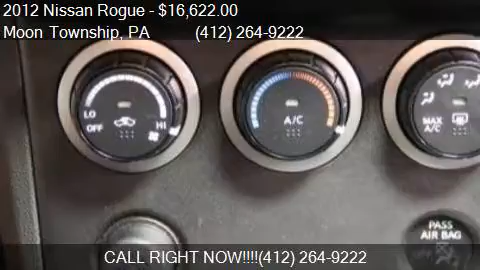 2012 Nissan Rogue - $16,622.00
Moon Township, PA (412) 264-9222
LO
OFF HI
A/C
MAX
A/C
PASS
AIR BAG
CALL RIGHT NOW!!!!(412) 264-9222